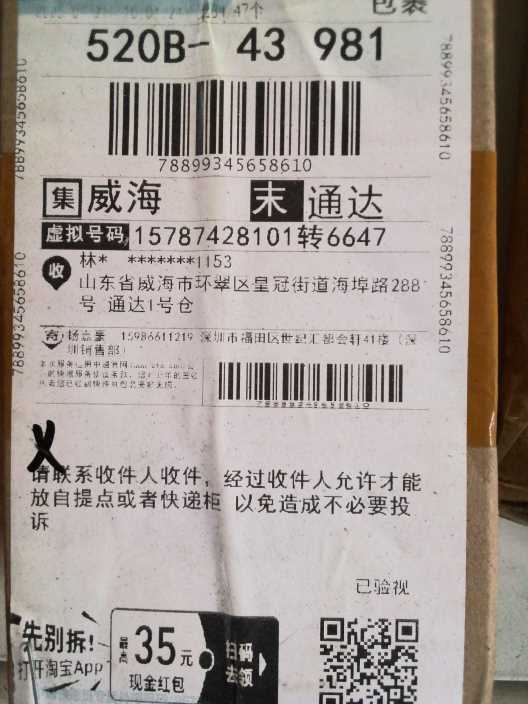 包裹
47个
520B- 43 981
78899345658610
78899345658610
78899345658610
集 威海 末 通达
虚拟号码 15787428101转6647
收 林* *******1153
山东省威海市环翠区皇冠街道海埠路288
号 通达1号仓
78899345658610
78899345658610
寄 杨嘉豪 15986611219 深圳市福田区世纪汇都会轩41楼（深
圳销售部）
请联系收件人收件，经过收件人允许才能
放自提点或者快递柜 以免造成不必要投
诉
已验视
先别拆!
打开淘宝App
最高 35元
现金红包
扫码
去领